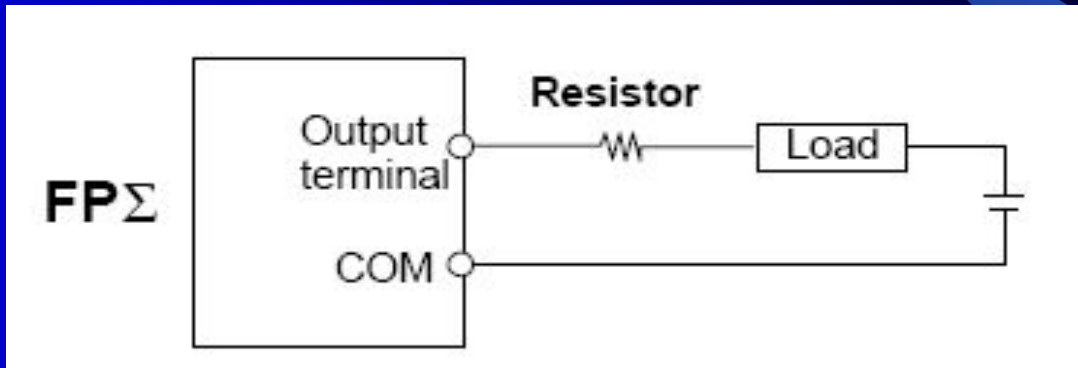 Resistor
Output
terminal
Load
FPΣ
COM